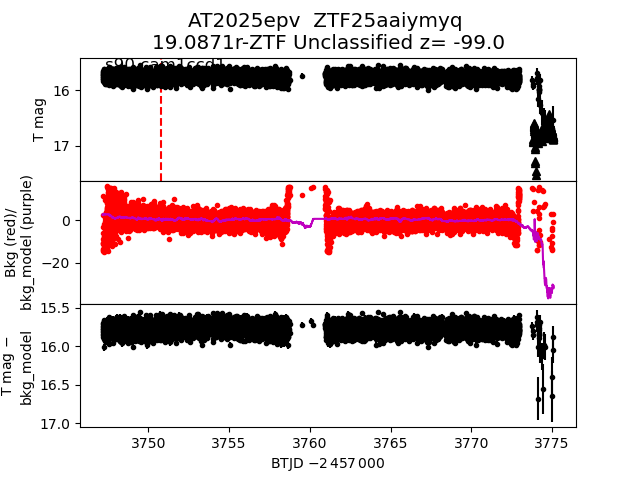 AT2025epv  ZTF25aaiymyq
19.0871r-ZTF Unclassified z= -99.0
s90 cam1ccd1
16
17
T mag
0
−20
Bkg (red)/
bkg_model (purple)
15.5
16.0
16.5
17.0
T mag −
bkg_model
3750
3755
3760
3765
3770
3775
BTJD −2 457 000